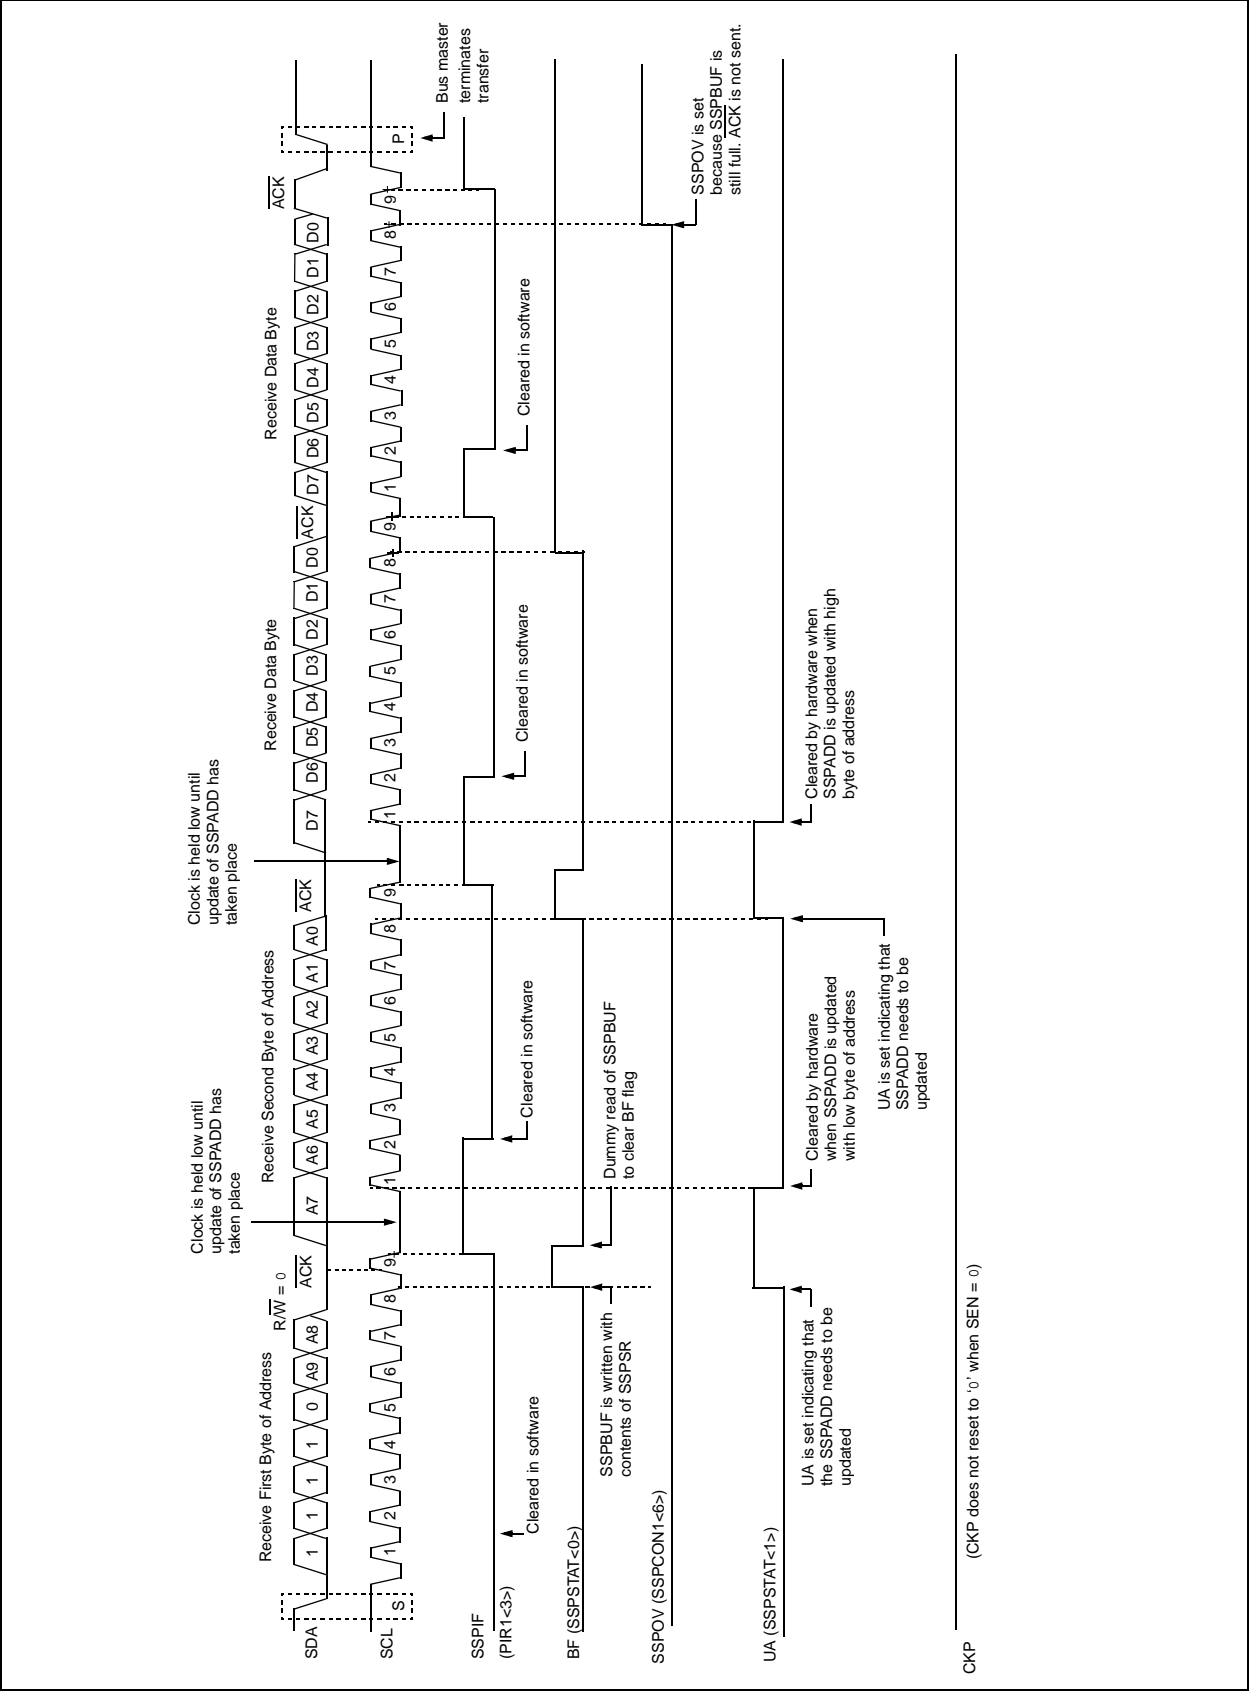 Receive First Byte of Address
R/W = 0
Clock is held low until
update of SSPADD has
taken place
Receive Second Byte of Address
Clock is held low until
update of SSPADD has
taken place
Receive Data Byte
Receive Data Byte
SDA
1 1 1 1 0 A9 A8 ACK A7 A6 A5 A4 A3 A2 A1 A0 ACK D7 D6 D5 D4 D3 D2 D1 D0 ACK D7 D6 D5 D4 D3 D2 D1 D0 ACK
SCL
S 1 2 3 4 5 6 7 8 9 1 2 3 4 5 6 7 8 9 1 2 3 4 5 6 7 8 9 1 2 3 4 5 6 7 8 9 P
Bus master
terminates
transfer
SSPIF
(PIR1<3>)
Cleared in software
Cleared in software
Cleared in software
Cleared in software
BF (SSPSTAT<0>)
SSPBUF is written with
contents of SSPSR
Dummy read of SSPBUF
to clear BF flag
SSPOV (SSPCON1<6>)
SSPOV is set
because SSPBUF is
still full. ACK is not sent.
UA (SSPSTAT<1>)
UA is set indicating that
the SSPADD needs to be
updated
Cleared by hardware
when SSPADD is updated
with low byte of address
UA is set indicating that
SSPADD needs to be
updated
Cleared by hardware when
SSPADD is updated with high
byte of address
CKP
(CKP does not reset to ‘0’ when SEN = 0)